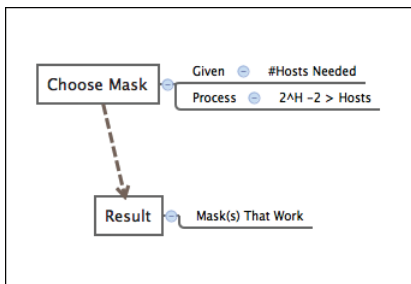 Given #Hosts Needed
Choose Mask
Process 2^H -2 > Hosts
Result Mask(s) That Work